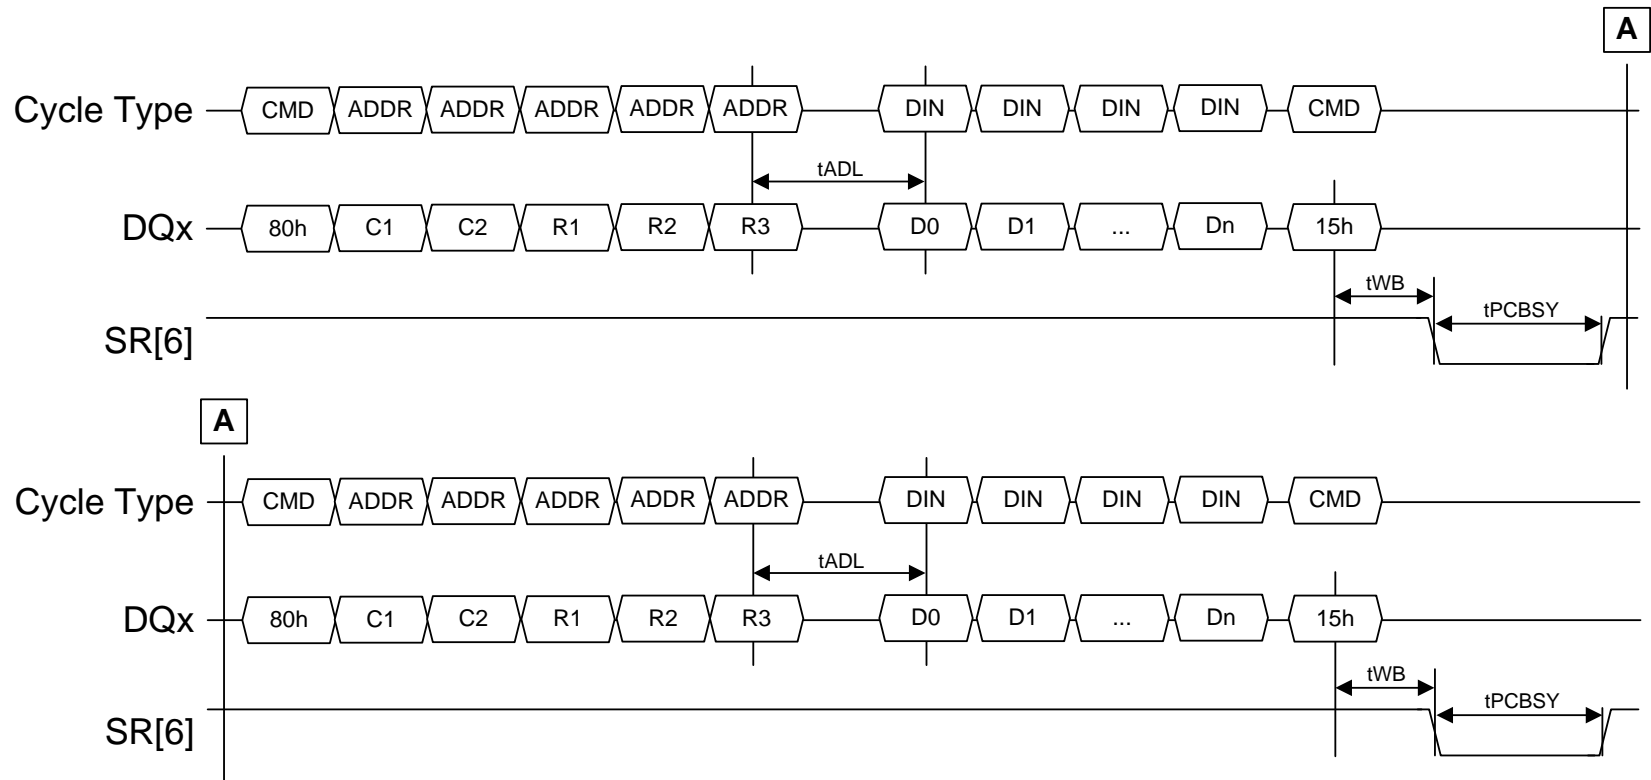 A
Cycle Type CMD ADDR ADDR ADDR ADDR ADDR DIN DIN DIN DIN CMD
tADL
DQx 80h C1 C2 R1 R2 R3 D0 D1 ... Dn 15h
tWB
tPCBSY
SR[6]
A
Cycle Type CMD ADDR ADDR ADDR ADDR ADDR DIN DIN DIN DIN CMD
tADL
DQx 80h C1 C2 R1 R2 R3 D0 D1 ... Dn 15h
tWB
tPCBSY
SR[6]